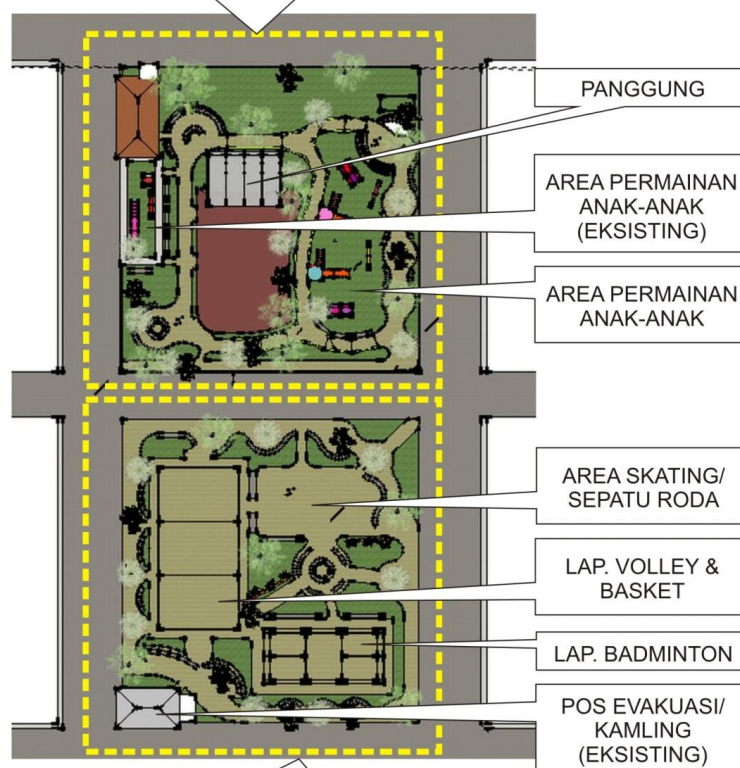 PANGGUNG
AREA PERMAINAN
ANAK-ANAK
(EKSISTING)
AREA PERMAINAN
ANAK-ANAK
AREA SKATING/
SEPATU RODA
LAP. VOLLEY &
BASKET
LAP. BADMINTON
POS EVAKUASI/
KAMLING
(EKSISTING)